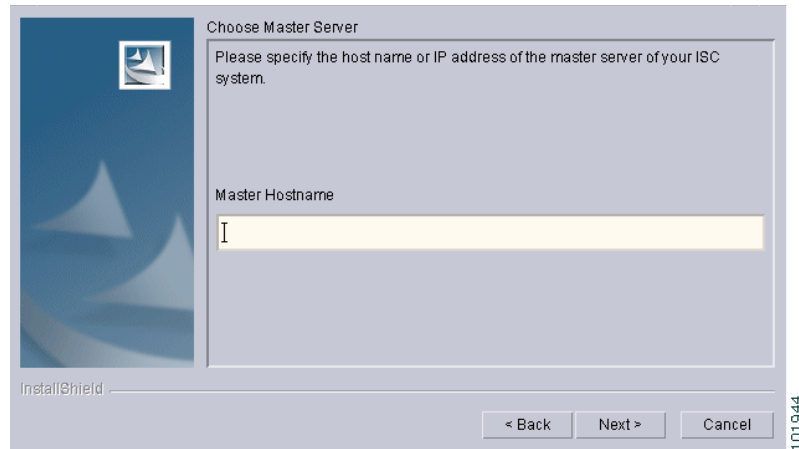 Choose Master Server
Please specify the host name or IP address of the master server of your ISC
system.
Master Hostname
InstallShield
< Back
Next >
Cancel
101944